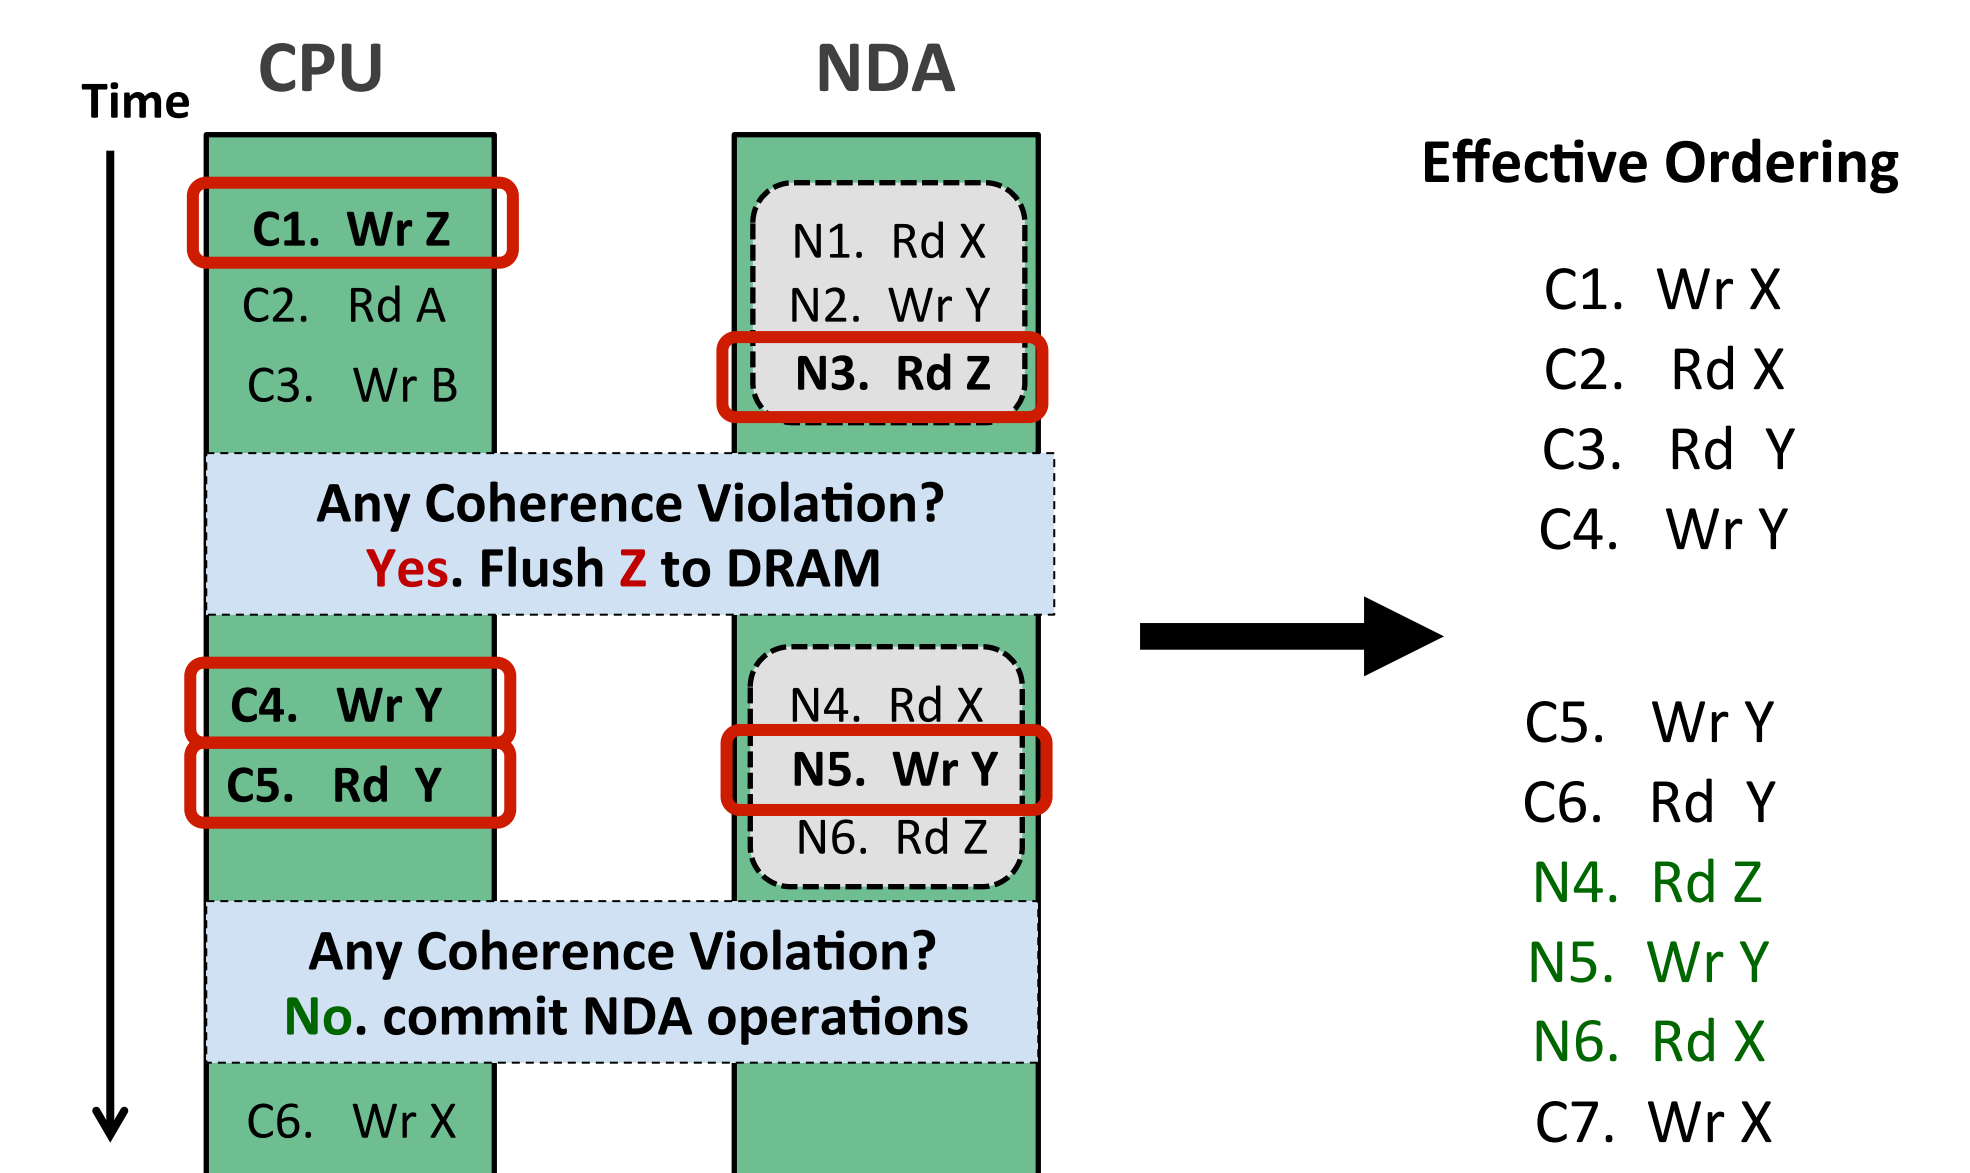 CPU
NDA
Time
Effective Ordering
C1. Wr Z
C2. Rd A
C3. Wr B
N1. Rd X
N2. Wr Y
N3. Rd Z
Any Coherence Violation?
Yes. Flush Z to DRAM
C4. Wr Y
C5. Rd Y
N4. Rd X
N5. Wr Y
N6. Rd Z
Any Coherence Violation?
No. commit NDA operations
C6. Wr X
C1. Wr X
C2. Rd X
C3. Rd Y
C4. Wr Y
C5. Wr Y
C6. Rd Y
N4. Rd Z
N5. Wr Y
N6. Rd X
C7. Wr X